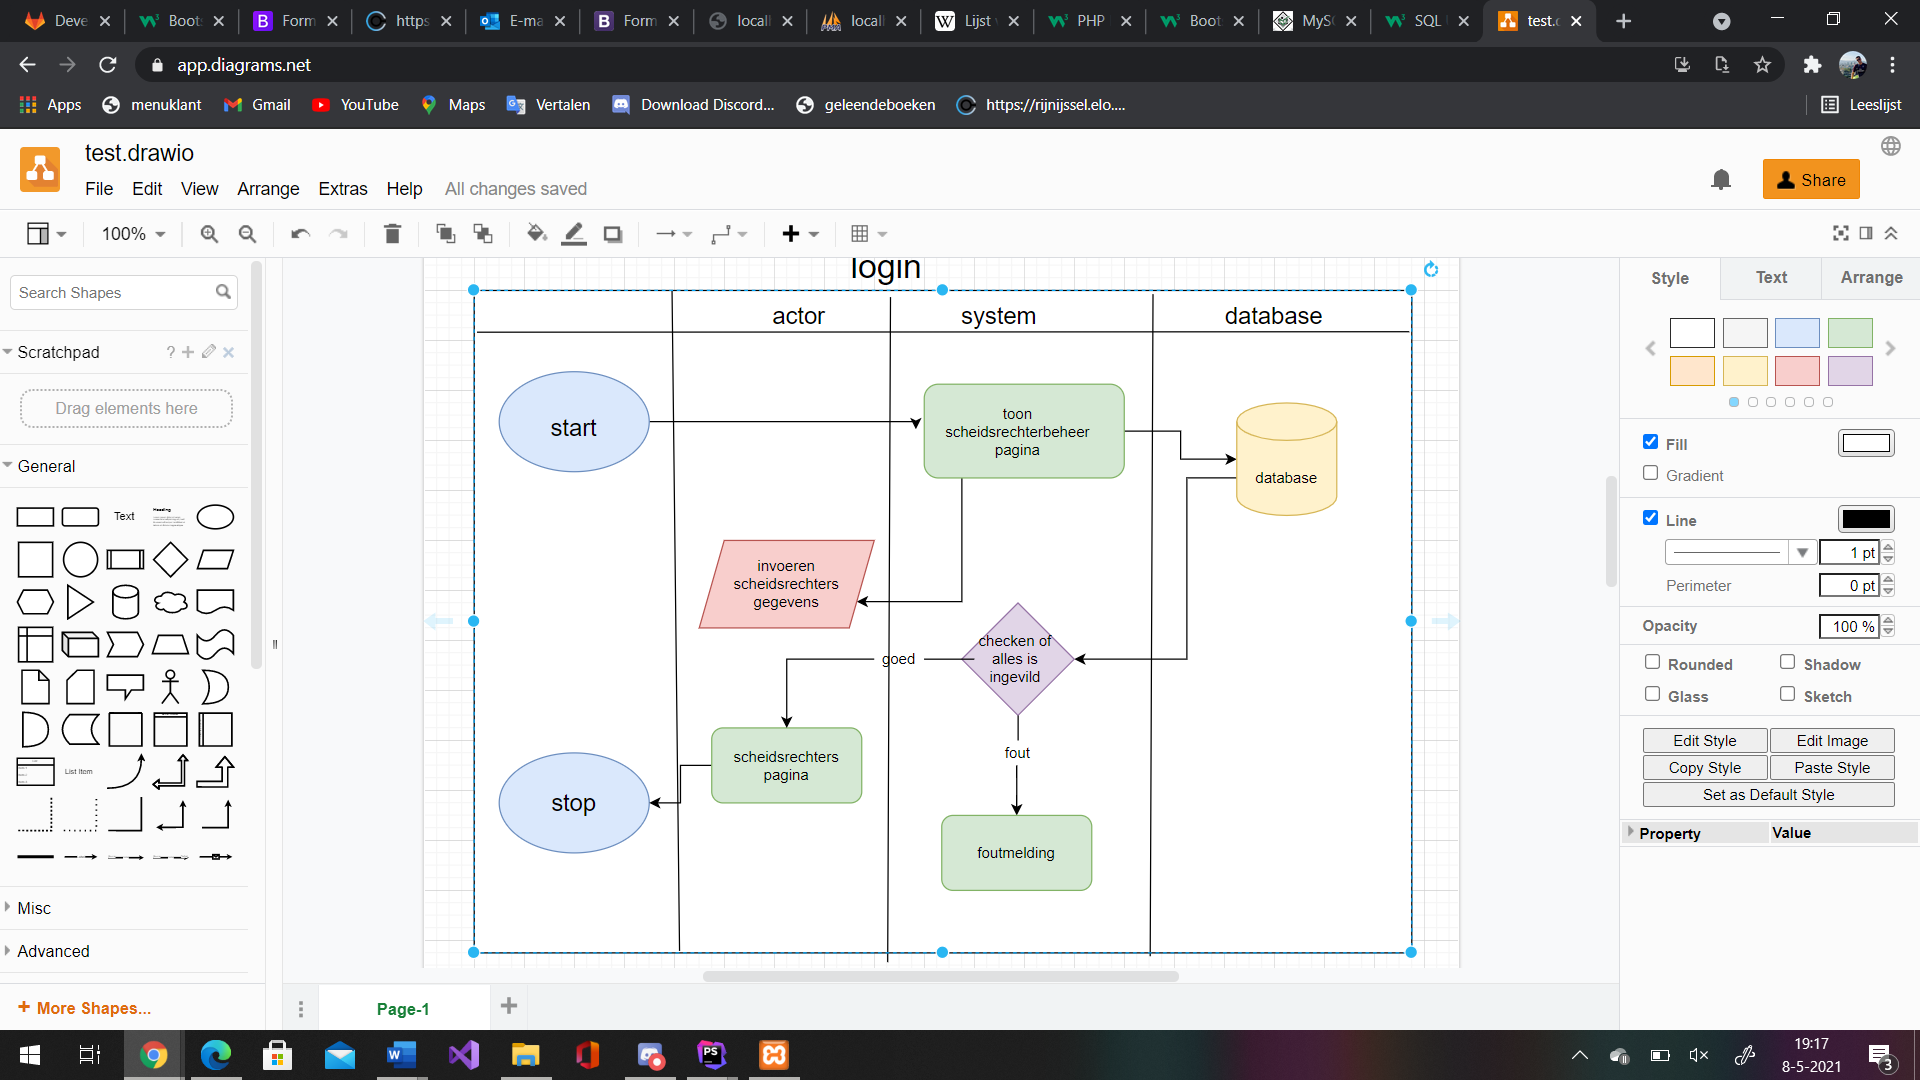 Deve
Boots
Form
https
E-ma
Form
locall
locall
Lijst
PHP
Boot
MyS
SQL
test.
app.diagrams.net
Apps
menuklant
Gmail
YouTube
Maps
Vertalen
Download Discord...
geleendeboeken
https://rijnijssel.elo....
Leeslijst
test.drawio
File Edit View Arrange Extras Help All changes saved
Share
100%
Search Shapes
Scratchpad
?
Drag elements here
General
Text
Heading
List Item
Misc
Advanced
+ More Shapes...
login
actor
system
database
start
toon
scheidsrechterbeheer
pagina
database
invoeren
scheidsrechters
gegevens
checken of
alles is
ingevild
goed
fout
scheidsrechters
pagina
stop
foutmelding
Page-1
Style
Text
Arrange
Fill
Gradient
Line
1 pt
Perimeter
0 pt
Opacity
100 %
Rounded
Shadow
Glass
Sketch
Edit Style
Edit Image
Copy Style
Paste Style
Set as Default Style
Property
Value
19:17
8-5-2021
3